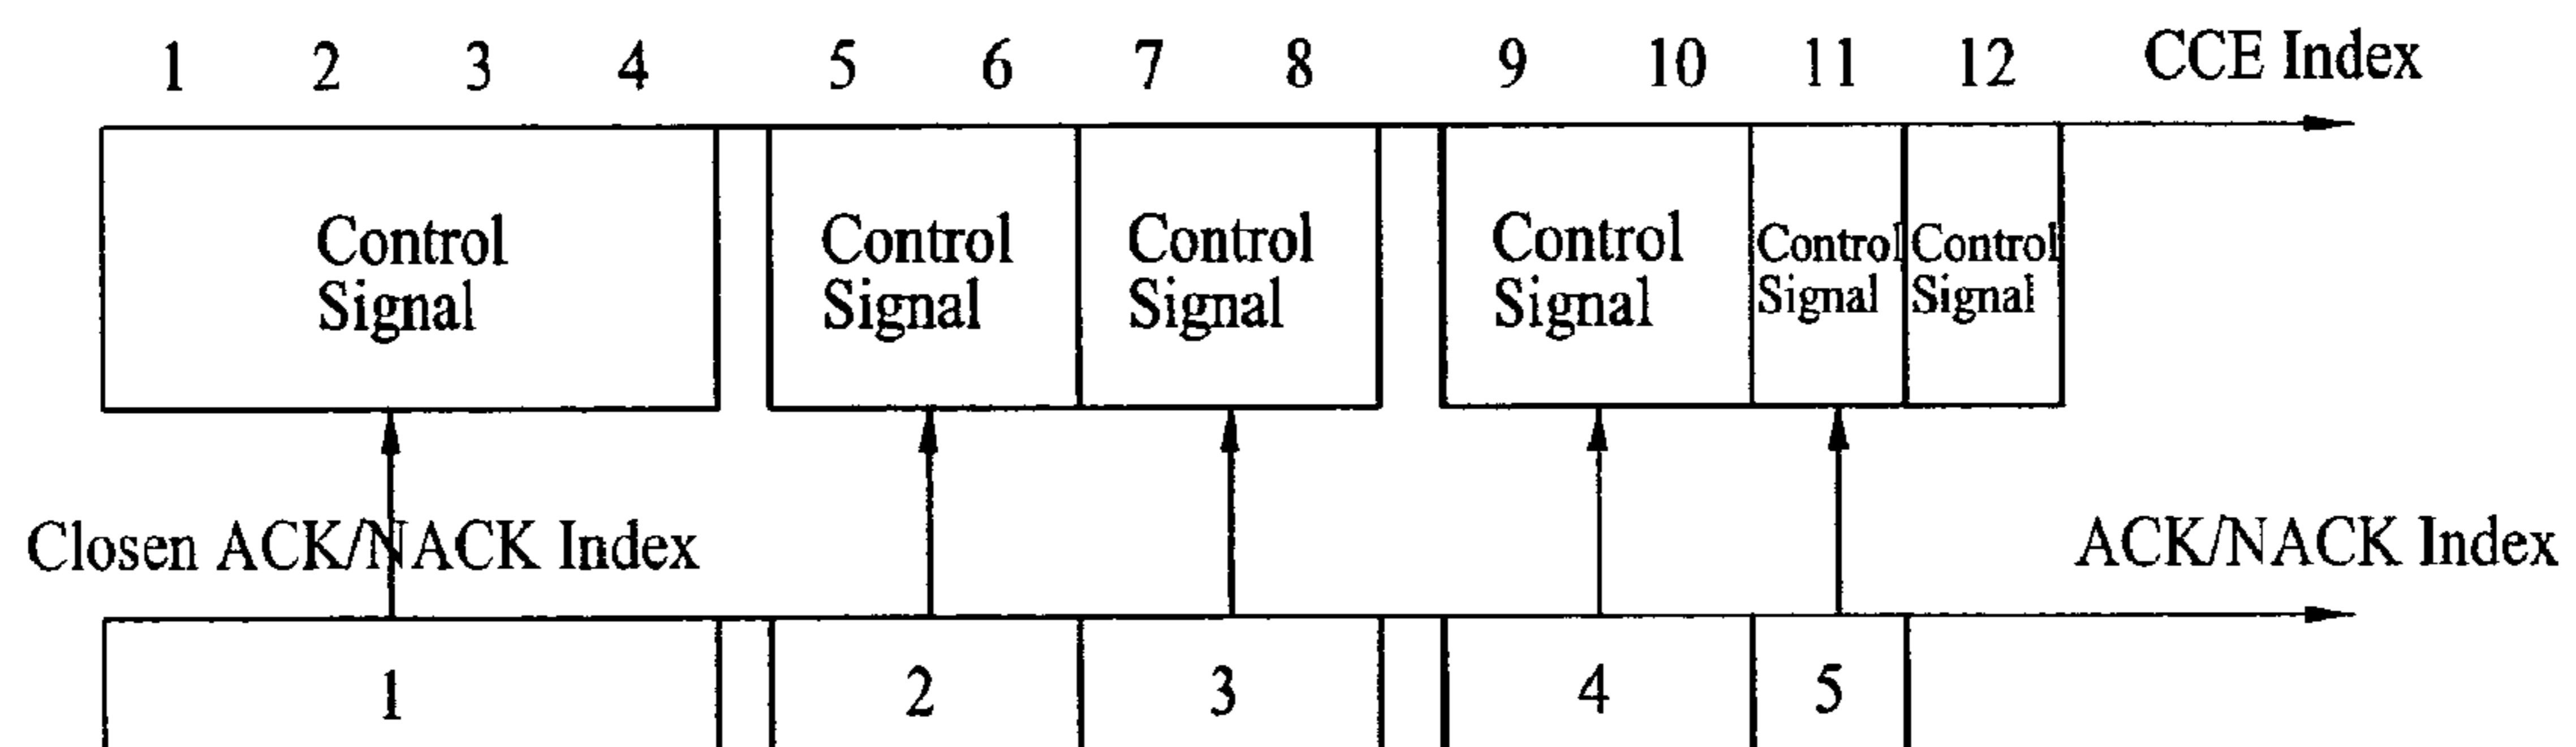 1 2 3 4 5 6 7 8 9 10 11 12 CCE Index
Control Signal
Control Signal
Control Signal
Control Signal
Control Signal
Control Signal
Closen ACK/NACK Index
ACK/NACK Index
1 2 3 4 5